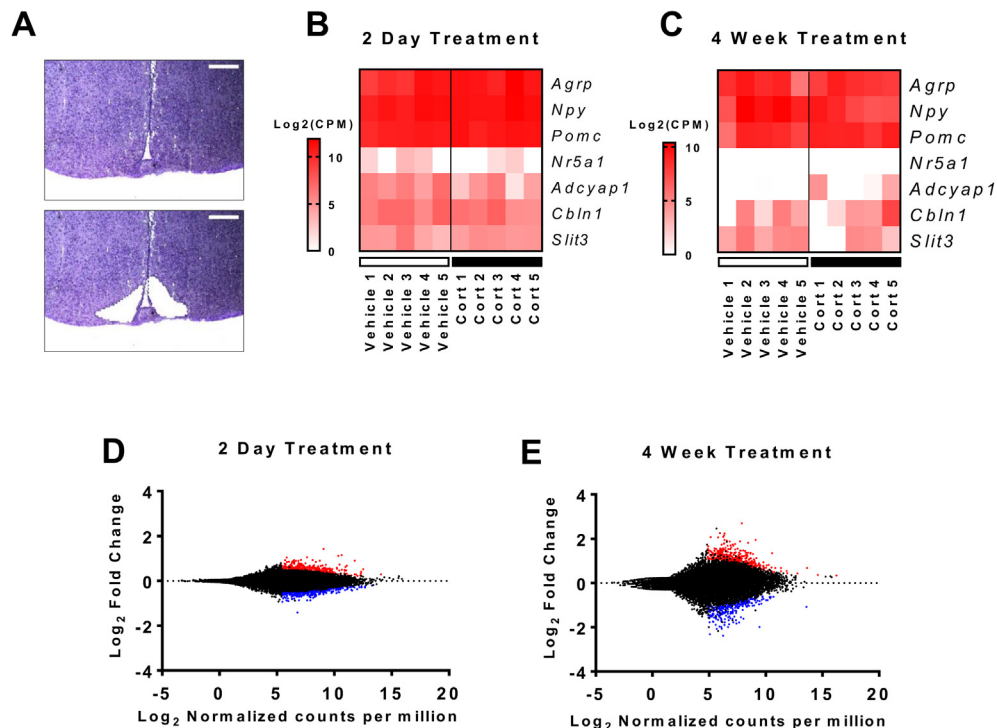 A
B
2 Day Treatment
Log2(CPM)
10
5
0
Agrp
Npy
Pomc
Nr5a1
Adcyap1
Cbln1
Slit3
Vehicle 1
Vehicle 2
Vehicle 3
Vehicle 4
Vehicle 5
Cort 1
Cort 2
Cort 3
Cort 4
Cort 5
C
4 Week Treatment
Log2(CPM)
10
5
0
Agrp
Npy
Pomc
Nr5a1
Adcyap1
Cbln1
Slit3
Vehicle 1
Vehicle 2
Vehicle 3
Vehicle 4
Vehicle 5
Cort 1
Cort 2
Cort 3
Cort 4
Cort 5
D
2 Day Treatment
Log2 Fold Change
4
2
0
-2
-4
-5
0
5
10
15
20
Log2 Normalized counts per million
E
4 Week Treatment
Log2 Fold Change
4
2
0
-2
-4
-5
0
5
10
15
20
Log2 Normalized counts per million